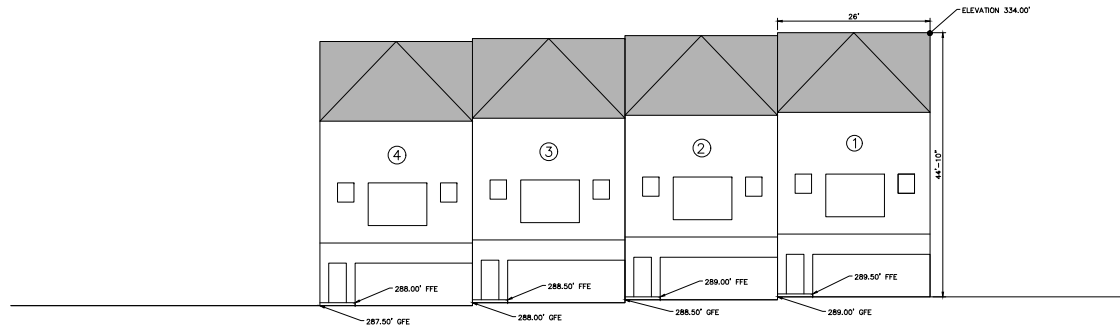 26'
ELEVATION 334.00'
4
3
2
1
44'-10"
288.00' FFE
288.50' FFE
289.00' FFE
289.50' FFE
287.50' GFE
288.00' GFE
288.50' GFE
289.00' GFE